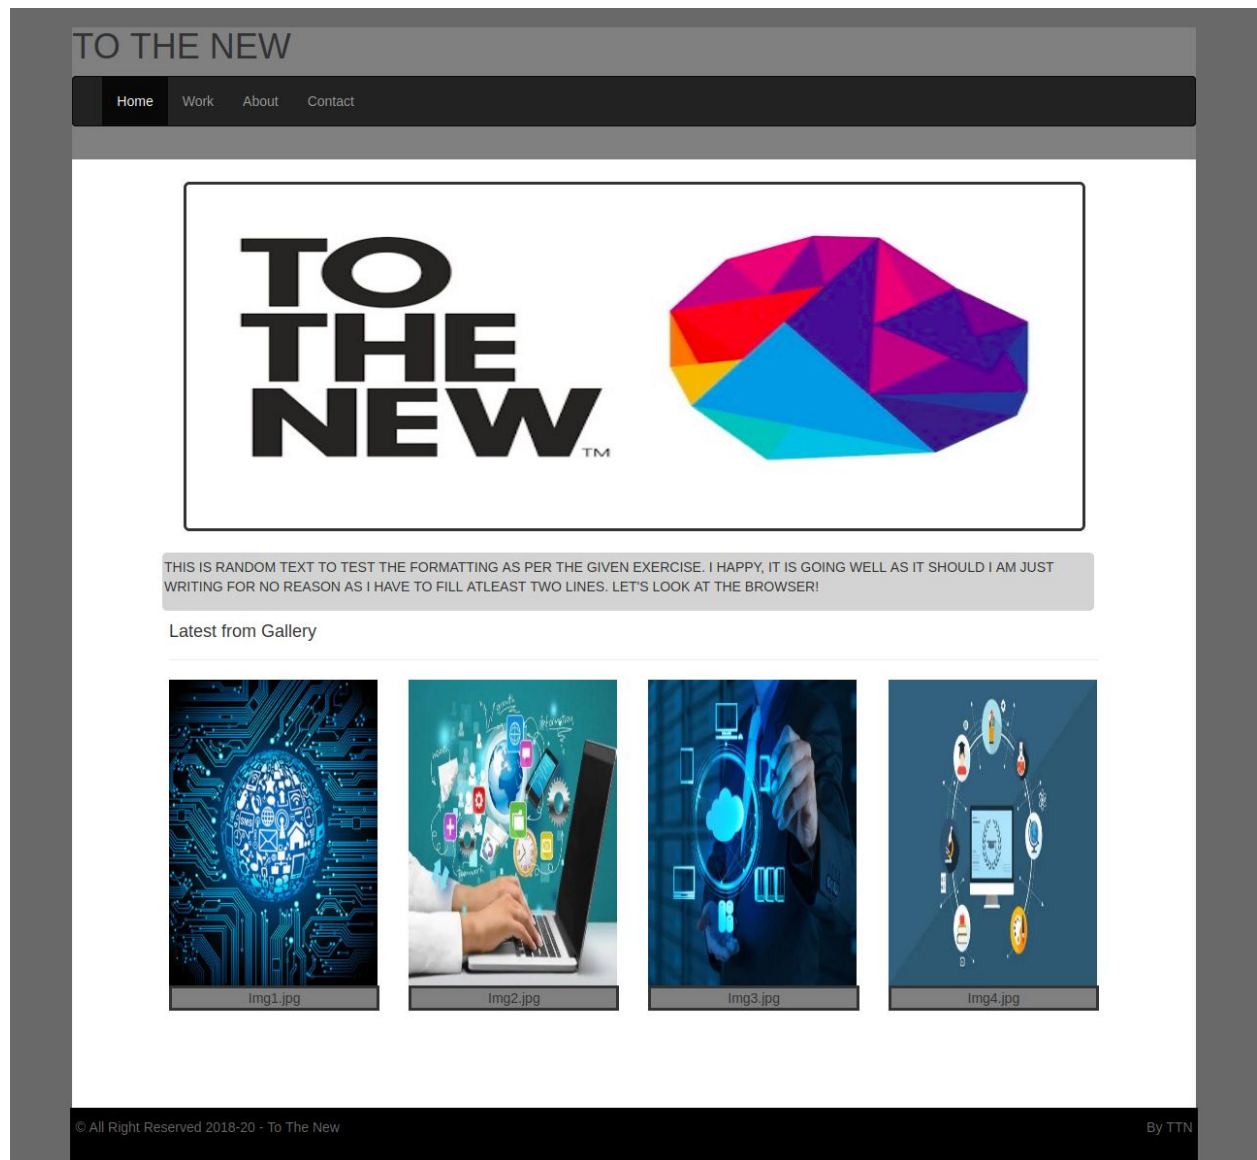 TO THE NEW
Home Work About Contact
TO
THE
NEW TM
THIS IS RANDOM TEXT TO TEST THE FORMATTING AS PER THE GIVEN EXERCISE. I HAPPY, IT IS GOING WELL AS IT SHOULD I AM JUST
WRITING FOR NO REASON AS I HAVE TO FILL ATLEAST TWO LINES. LET'S LOOK AT THE BROWSER!
Latest from Gallery
Img1.jpg Img2.jpg Img3.jpg Img4.jpg
© All Right Reserved 2018-20 - To The New By TTN